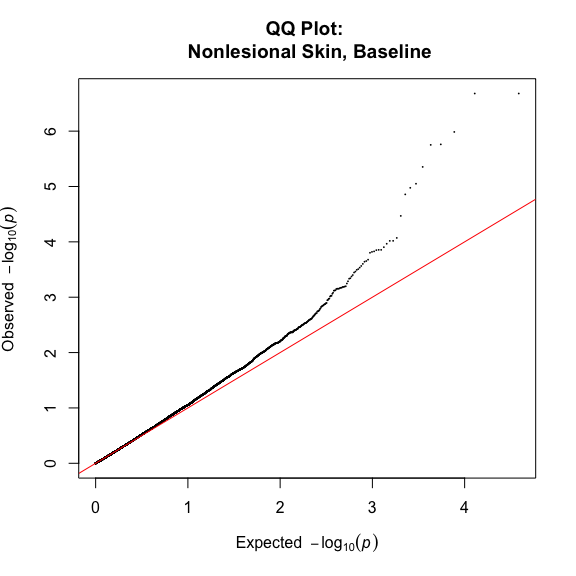 QQ Plot:
Nonlesional Skin, Baseline
6
5
4
3
2
1
0
Observed −log₁₀(p)
0 1 2 3 4
Expected −log₁₀(p)